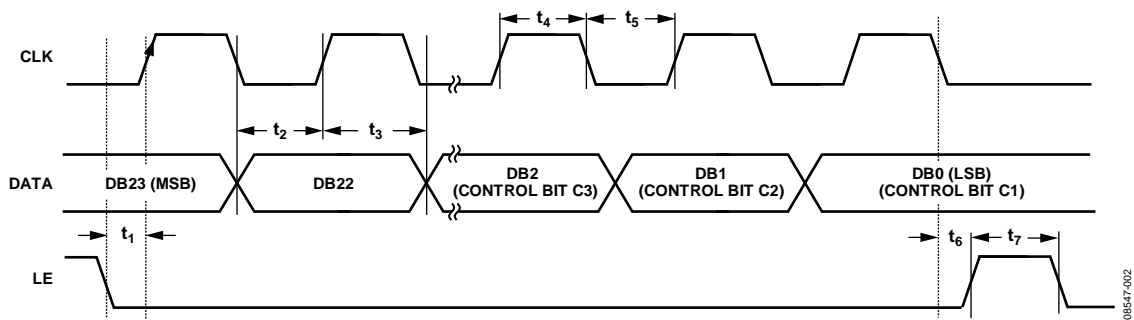 t4
t5
CLK
t2
t3
DATA
DB23 (MSB)
DB22
DB2
(CONTROL BIT C3)
DB1
(CONTROL BIT C2)
DB0 (LSB)
(CONTROL BIT C1)
t1
t6
t7
LE
08547-002